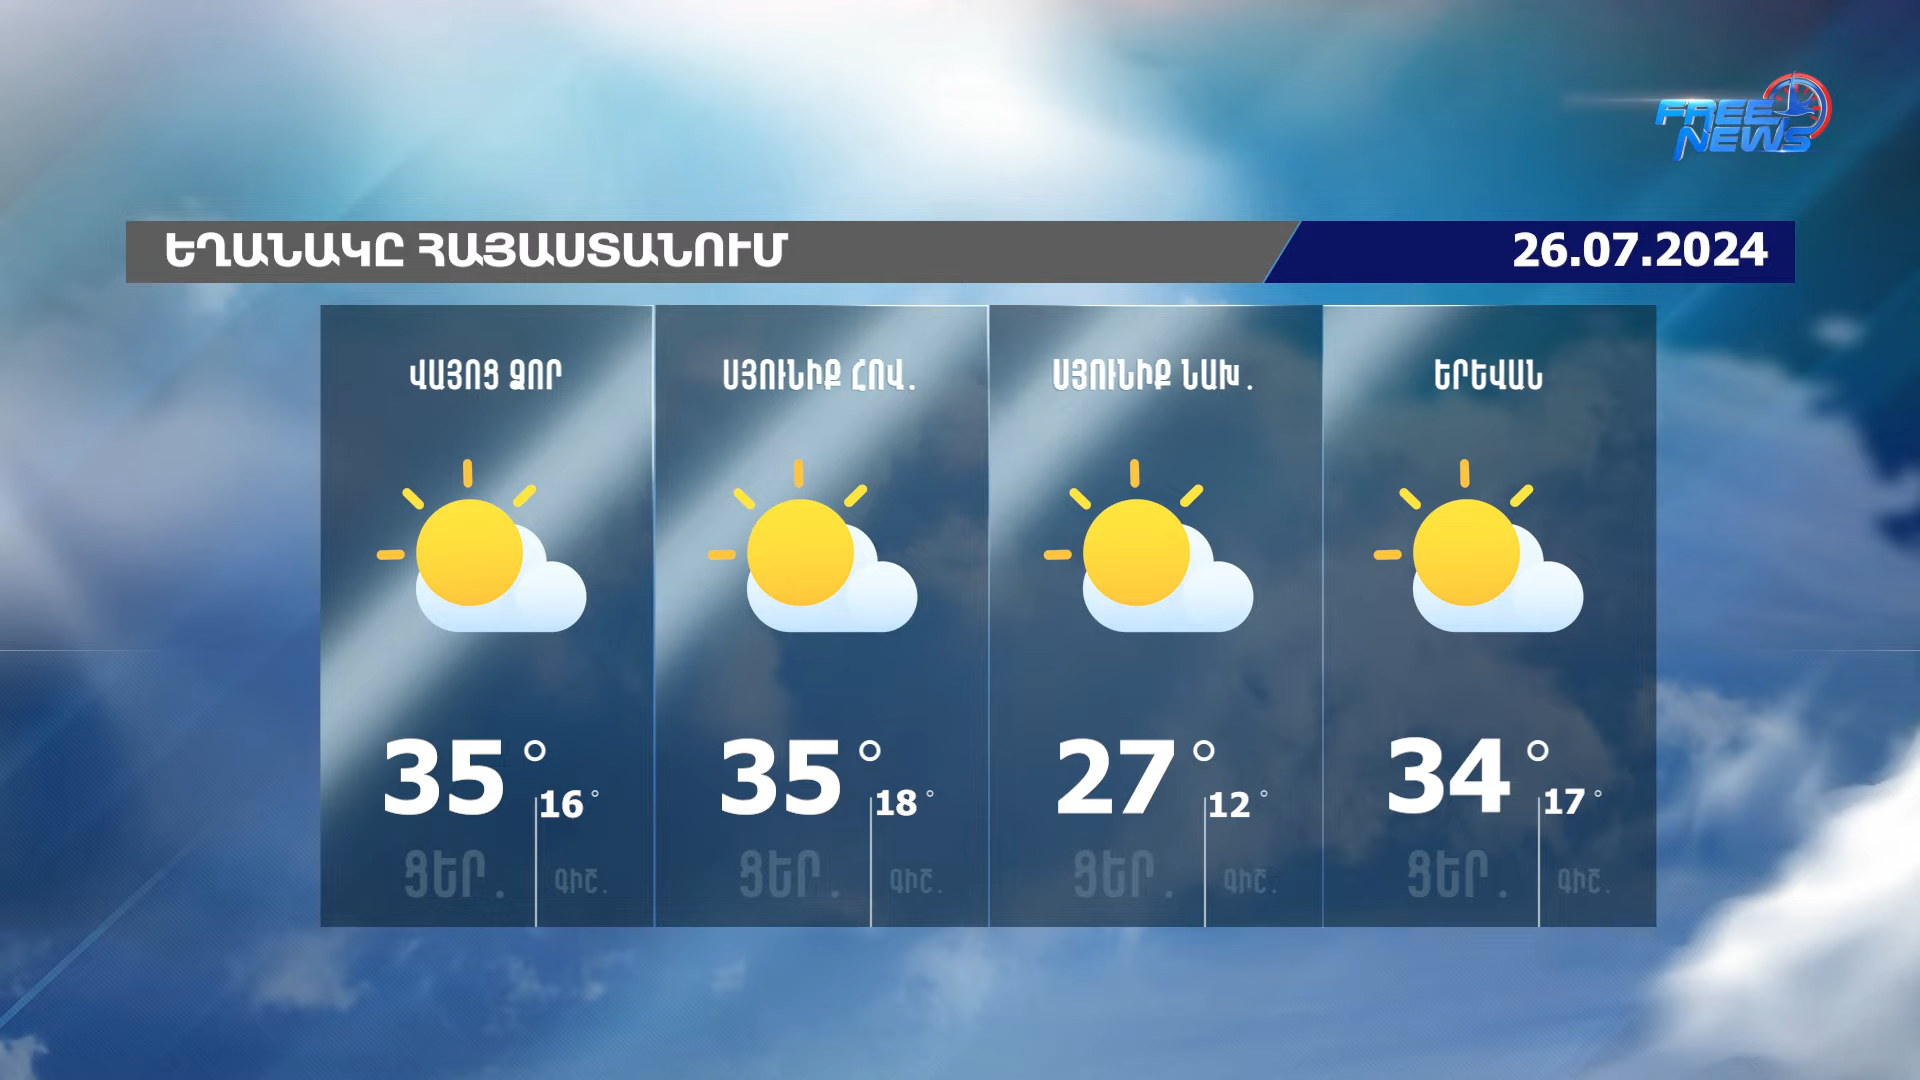 FREE
NEWS
ԵՂԱՆԱԿԸ ՀԱՅԱՍՏԱՆՈՒՄ
26.07.2024
ՎԱՅՈՑ ՁՈՐ
ՍՅՈՒՆԻՔ ՀՈՎ.
ՍՅՈՒՆԻՔ ՆԱԽ.
ԵՐԵՎԱՆ
35° 16°
35° 18°
27° 12°
34° 17°
ՑԵՐ. ԳԻՇ.
ՑԵՐ. ԳԻՇ.
ՑԵՐ. ԳԻՇ.
ՑԵՐ. ԳԻՇ.